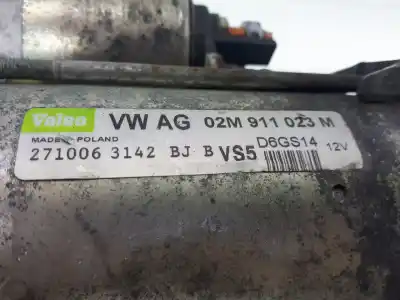 Valeo VW AG 02M 911 023 M
MADE IN POLAND D6GS14 12V
271006 3142 BJ B VS5